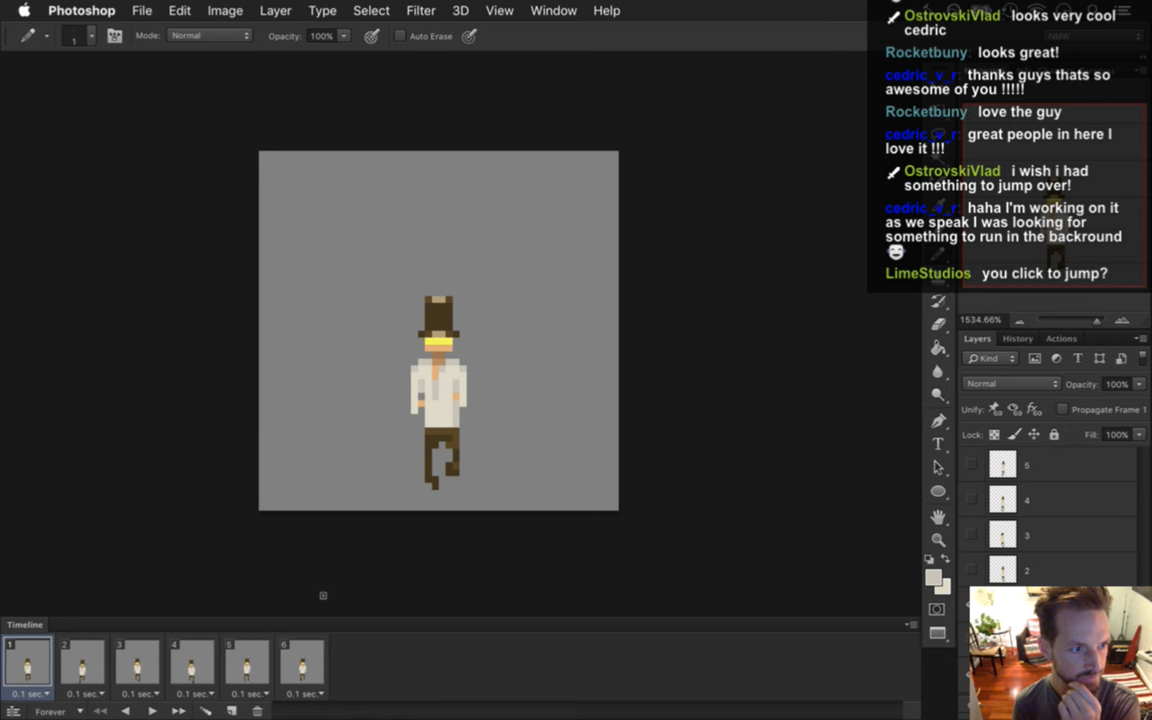 Photoshop File Edit Image Layer Type Select Filter 3D View Window Help
1 Mode: Normal Opacity: 100% Auto Erase
OstrovskiVlad looks very cool
cedric
Rocketbuny: looks great!
cedric_v_r: thanks guys thats so
awesome of you !!!!!
Rocketbuny love the guy
cedric_v_r: great people in here I
love it !!!
OstrovskiVlad i wish i had
something to jump over!
cedric_v_r: haha I'm working on it
as we speak I was looking for
something to run in the backround
LimeStudios you click to jump?
1534.66%
Layers History Actions
Kind
Normal Opacity: 100%
Unify: Propagate Frame 1
Lock: Fill: 100%
5
4
3
2
Timeline
1 2 3 4 5 6
0.1 sec. 0.1 sec. 0.1 sec. 0.1 sec. 0.1 sec. 0.1 sec.
Forever